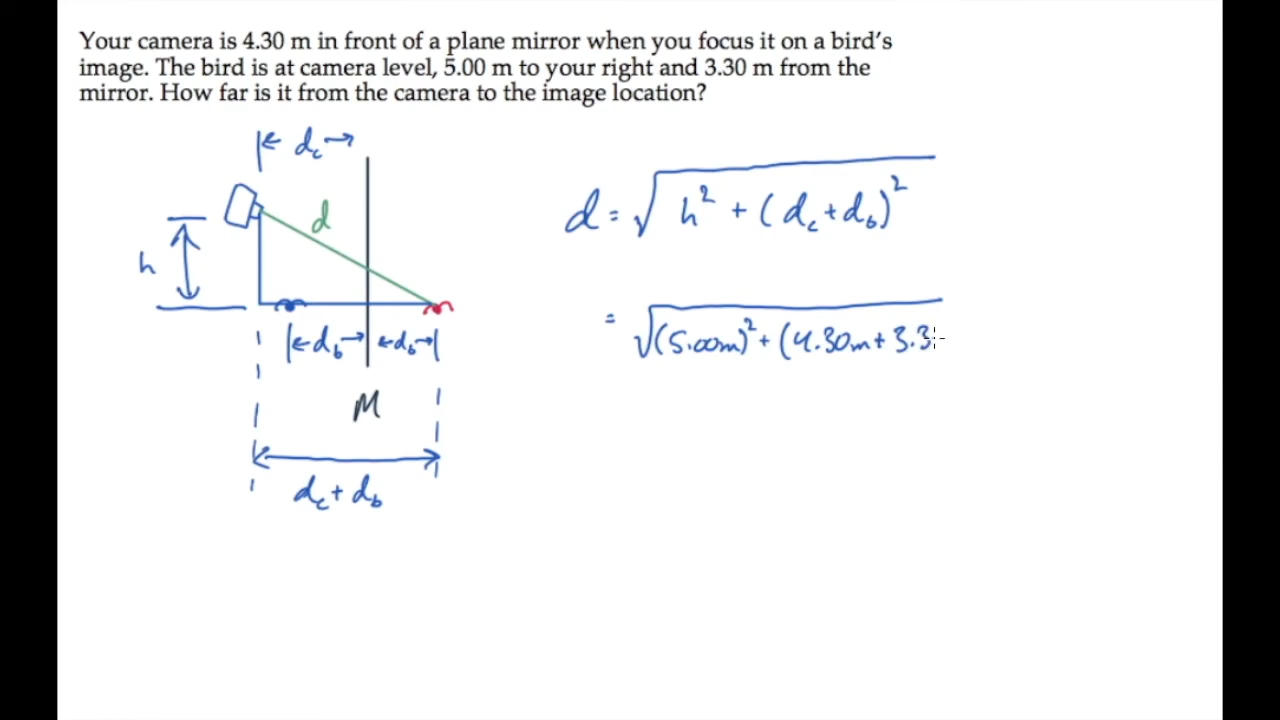 Your camera is 4.30 m in front of a plane mirror when you focus it on a bird's
image. The bird is at camera level, 5.00 m to your right and 3.30 m from the
mirror. How far is it from the camera to the image location?
d_c
d
h
d_b d_b
M
d_c + d_b
d = √(h² + (d_c + d_b)²)
= √((5.00m)² + (4.30m + 3.3